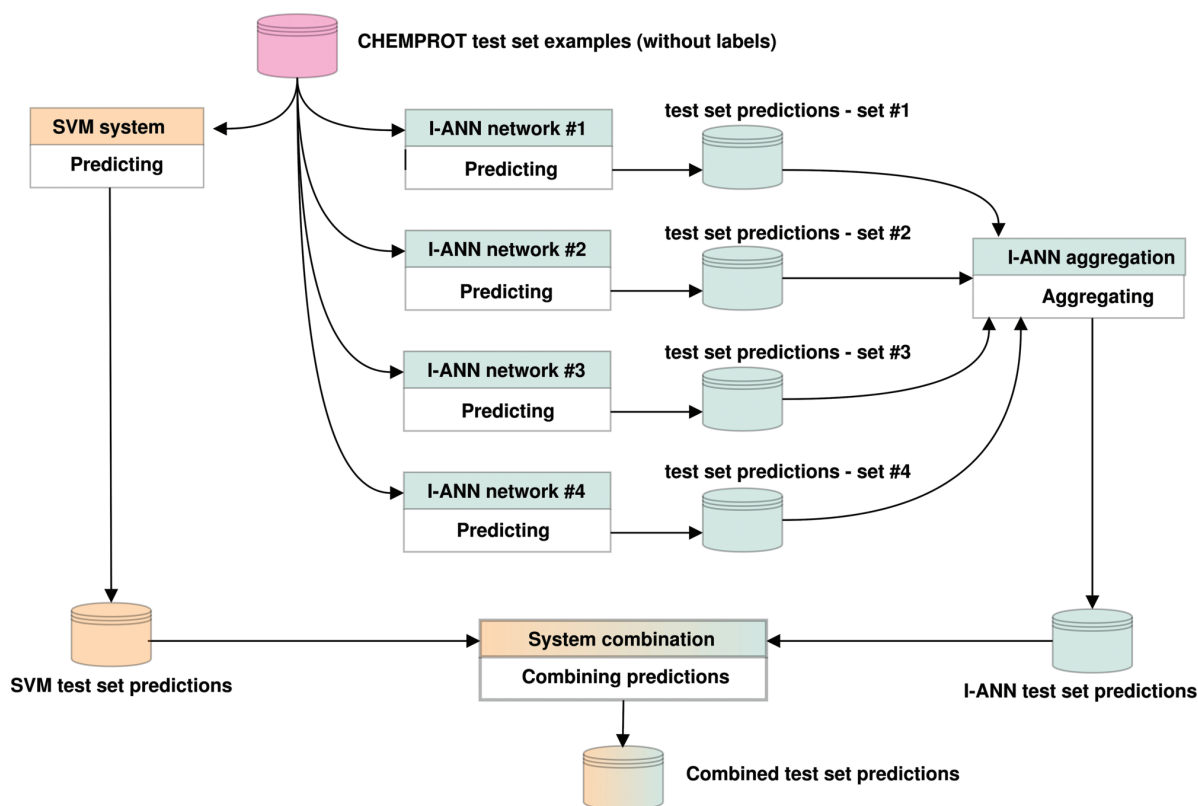 CHEMPROT test set examples (without labels)
SVM system
Predicting
I-ANN network #1
Predicting
test set predictions - set #1
I-ANN network #2
Predicting
test set predictions - set #2
I-ANN aggregation
Aggregating
I-ANN network #3
Predicting
test set predictions - set #3
I-ANN network #4
Predicting
test set predictions - set #4
SVM test set predictions
System combination
Combining predictions
I-ANN test set predictions
Combined test set predictions